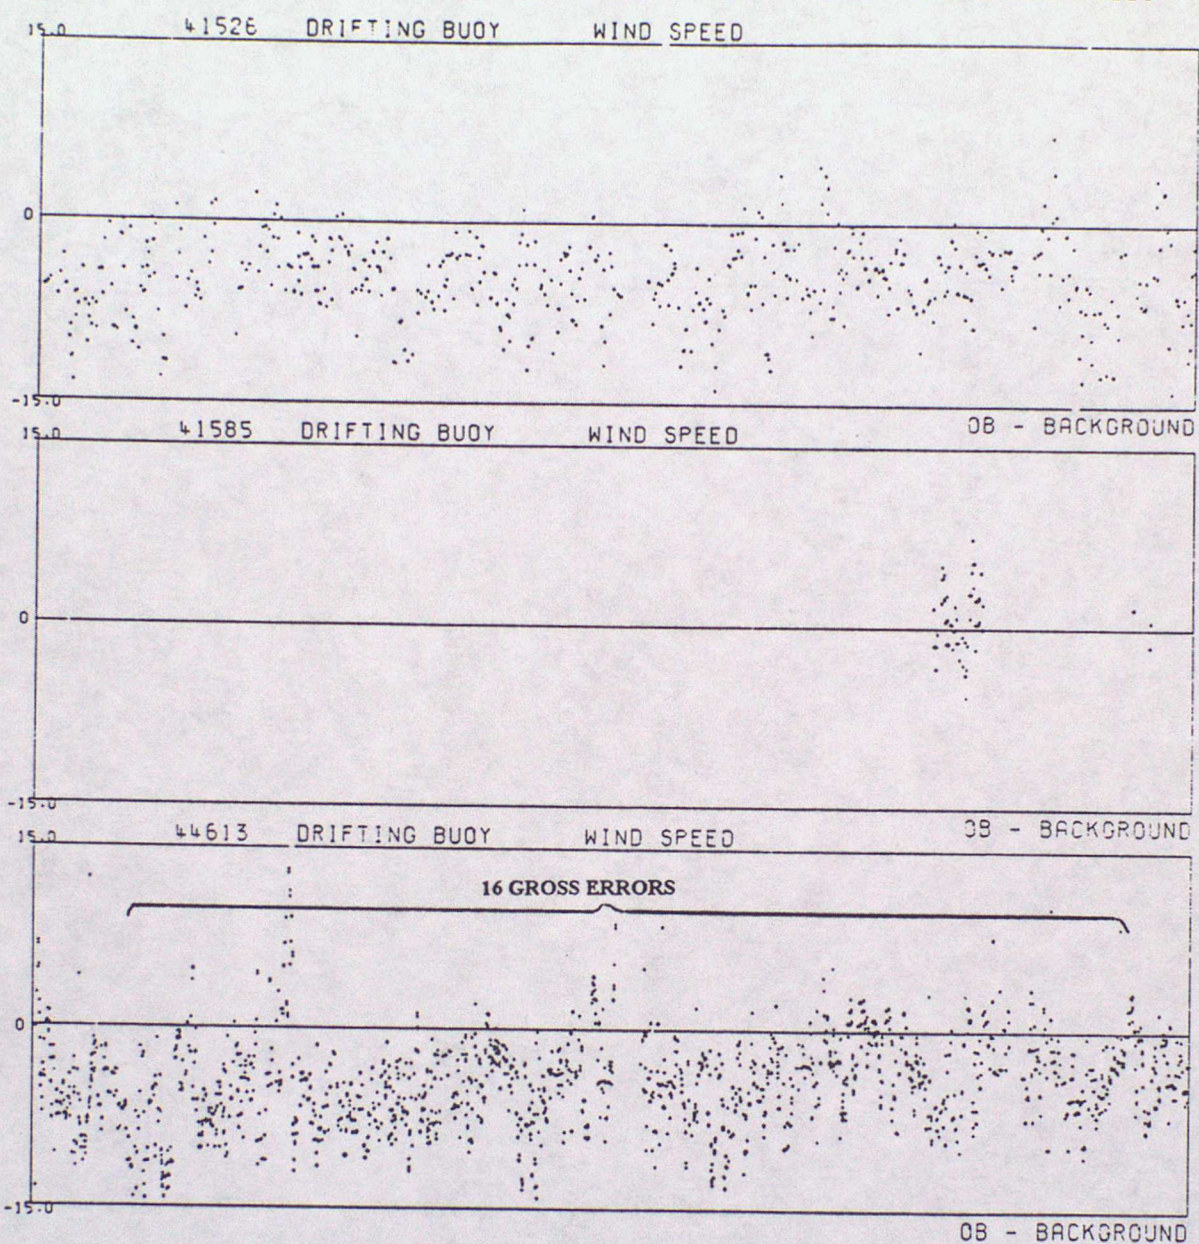 15.0 41526 DRIFTING BUOY WIND SPEED
0
-15.0
OB - BACKGROUND
15.0 41585 DRIFTING BUOY WIND SPEED
0
-15.0
OB - BACKGROUND
15.0 44613 DRIFTING BUOY WIND SPEED
16 GROSS ERRORS
0
-15.0
OB - BACKGROUND